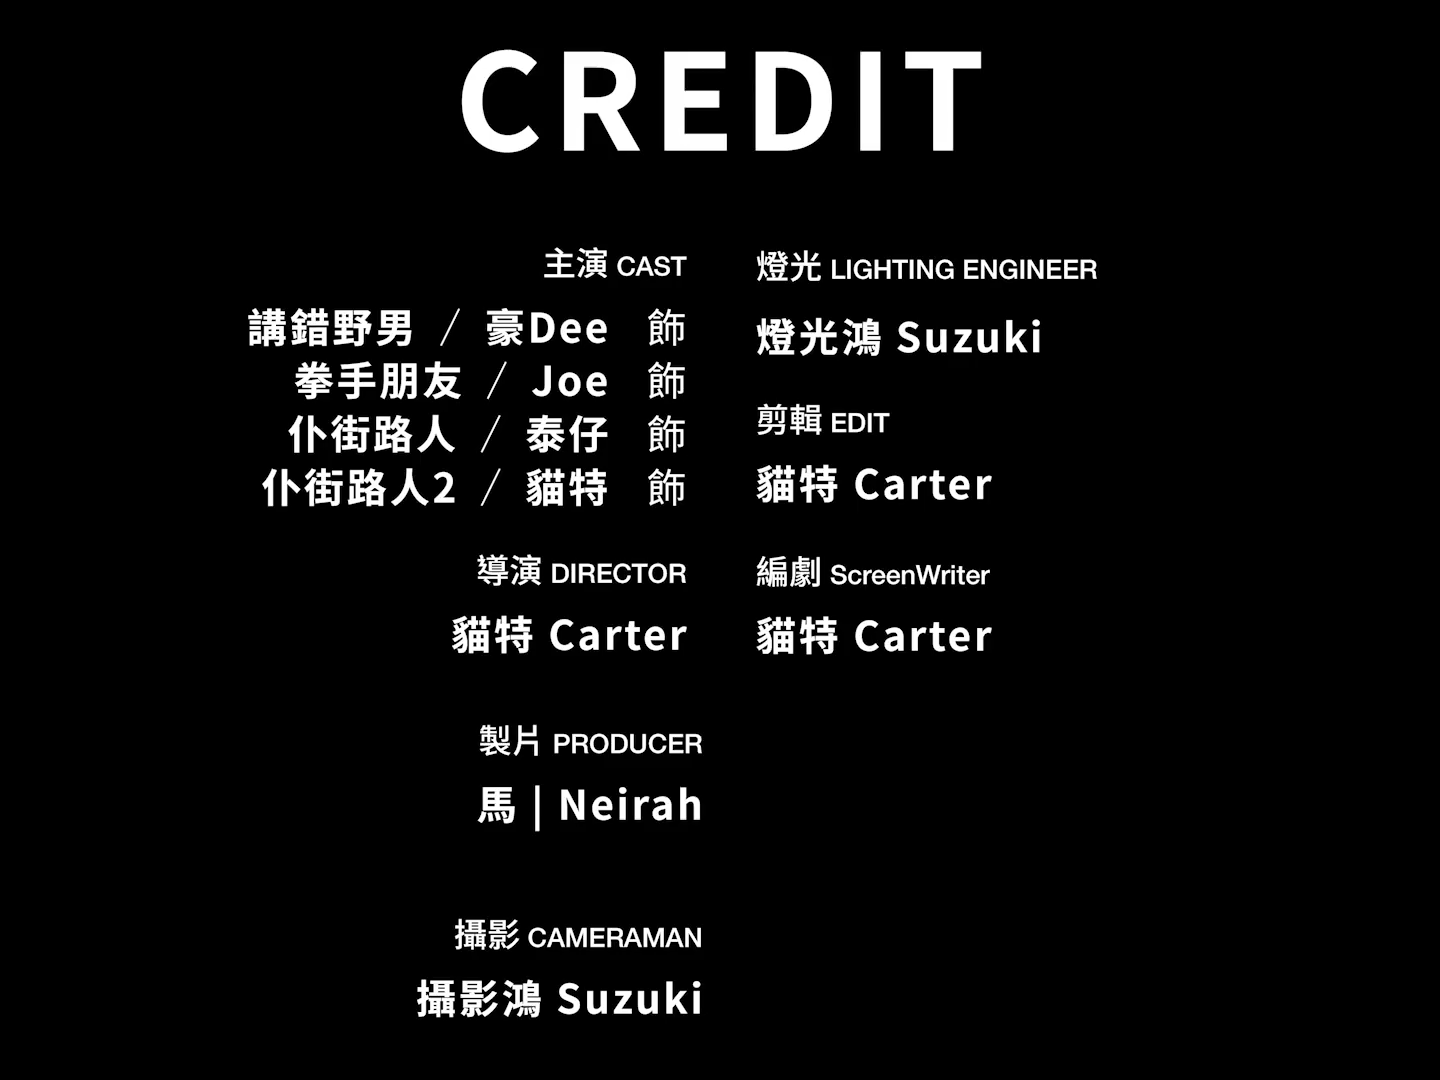 CREDIT
主演 CAST
講錯野男 / 豪Dee 飾
拳手朋友 / Joe 飾
仆街路人 / 泰仔 飾
仆街路人2 / 貓特 飾
導演 DIRECTOR
貓特 Carter
製片 PRODUCER
馬 | Neirah
攝影 CAMERAMAN
攝影鴻 Suzuki
燈光 LIGHTING ENGINEER
燈光鴻 Suzuki
剪輯 EDIT
貓特 Carter
編劇 ScreenWriter
貓特 Carter